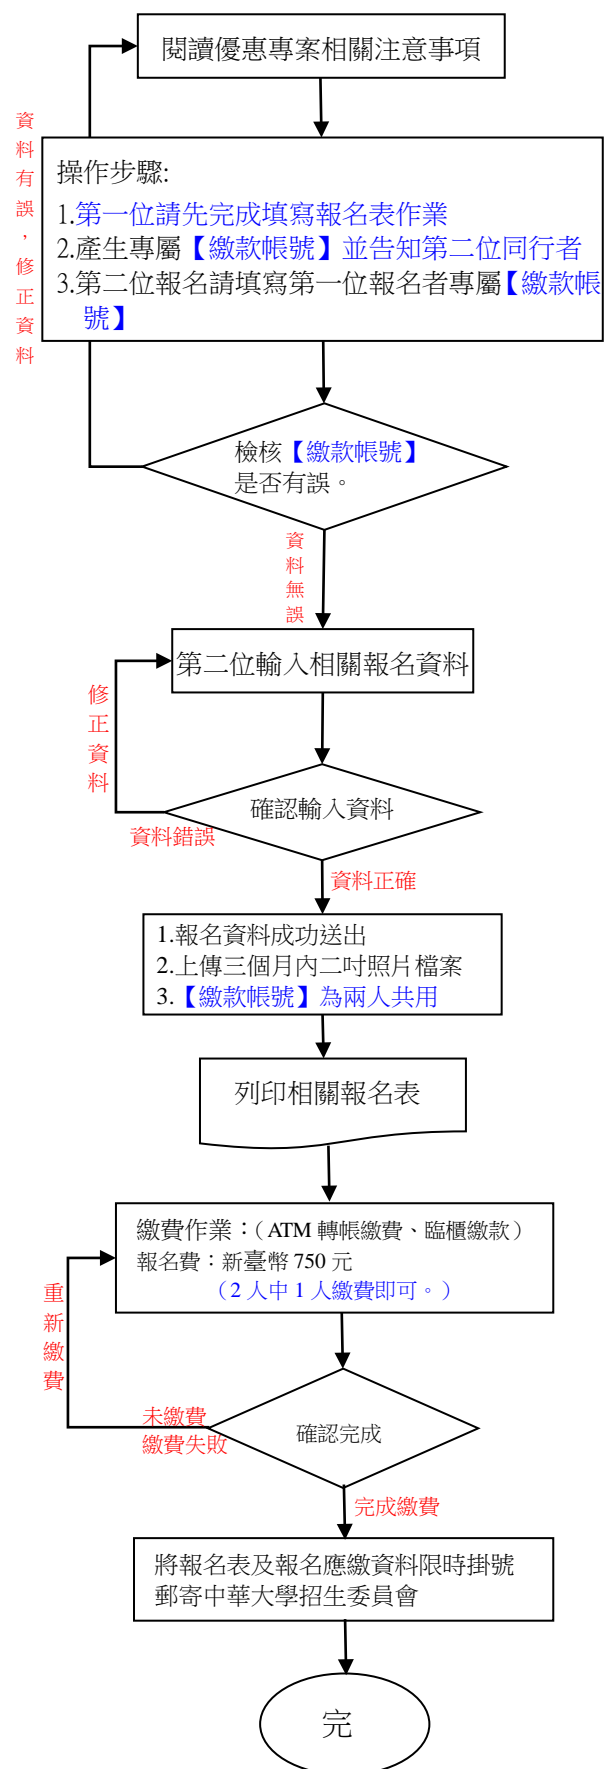 閱讀優惠專案相關注意事項
資料有誤，修正資料
操作步驟:
1.第一位請先完成填寫報名表作業
2.產生專屬【繳款帳號】並告知第二位同行者
3.第二位報名請填寫第一位報名者專屬【繳款帳
號】
檢核【繳款帳號】
是否有誤。
資料無誤
第二位輸入相關報名資料
修正資料
確認輸入資料
資料錯誤
資料正確
1.報名資料成功送出
2.上傳三個月內二吋照片檔案
3.【繳款帳號】為兩人共用
列印相關報名表
繳費作業：（ATM 轉帳繳費、臨櫃繳款）
報名費：新臺幣 750 元
（2 人中 1 人繳費即可。）
重新繳費
未繳費
繳費失敗
確認完成
完成繳費
將報名表及報名應繳資料限時掛號
郵寄中華大學招生委員會
完